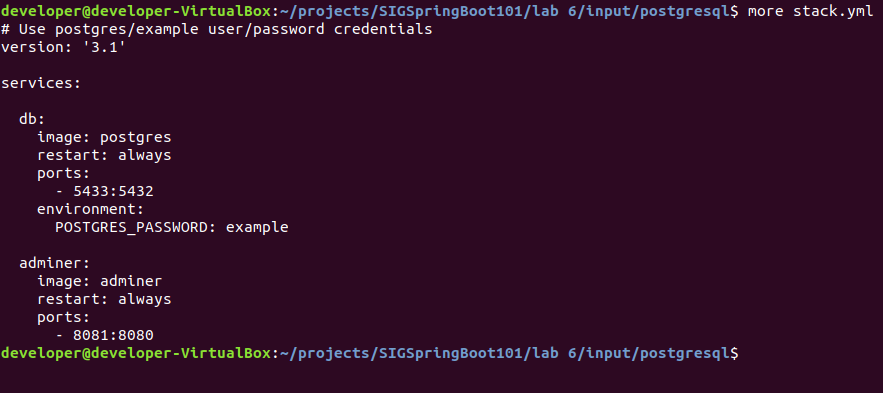 developer@developer-VirtualBox:~/projects/SIGSpringBoot101/lab 6/input/postgresql$ more stack.yml
# Use postgres/example user/password credentials
version: '3.1'

services:

  db:
    image: postgres
    restart: always
    ports:
      - 5433:5432
    environment:
      POSTGRES_PASSWORD: example

  adminer:
    image: adminer
    restart: always
    ports:
      - 8081:8080
developer@developer-VirtualBox:~/projects/SIGSpringBoot101/lab 6/input/postgresql$